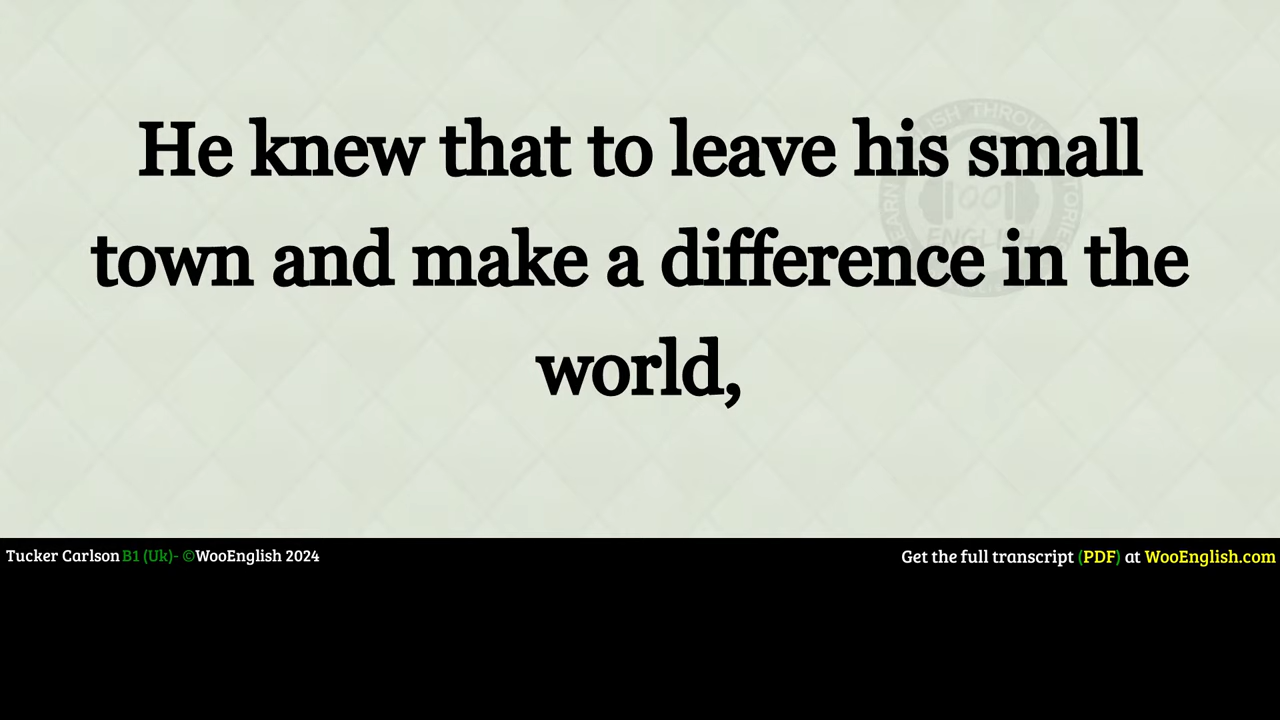 He knew that to leave his small
town and make a difference in the
world,
Tucker Carlson B1 (Uk)- ©WooEnglish 2024
Get the full transcript (PDF) at WooEnglish.com